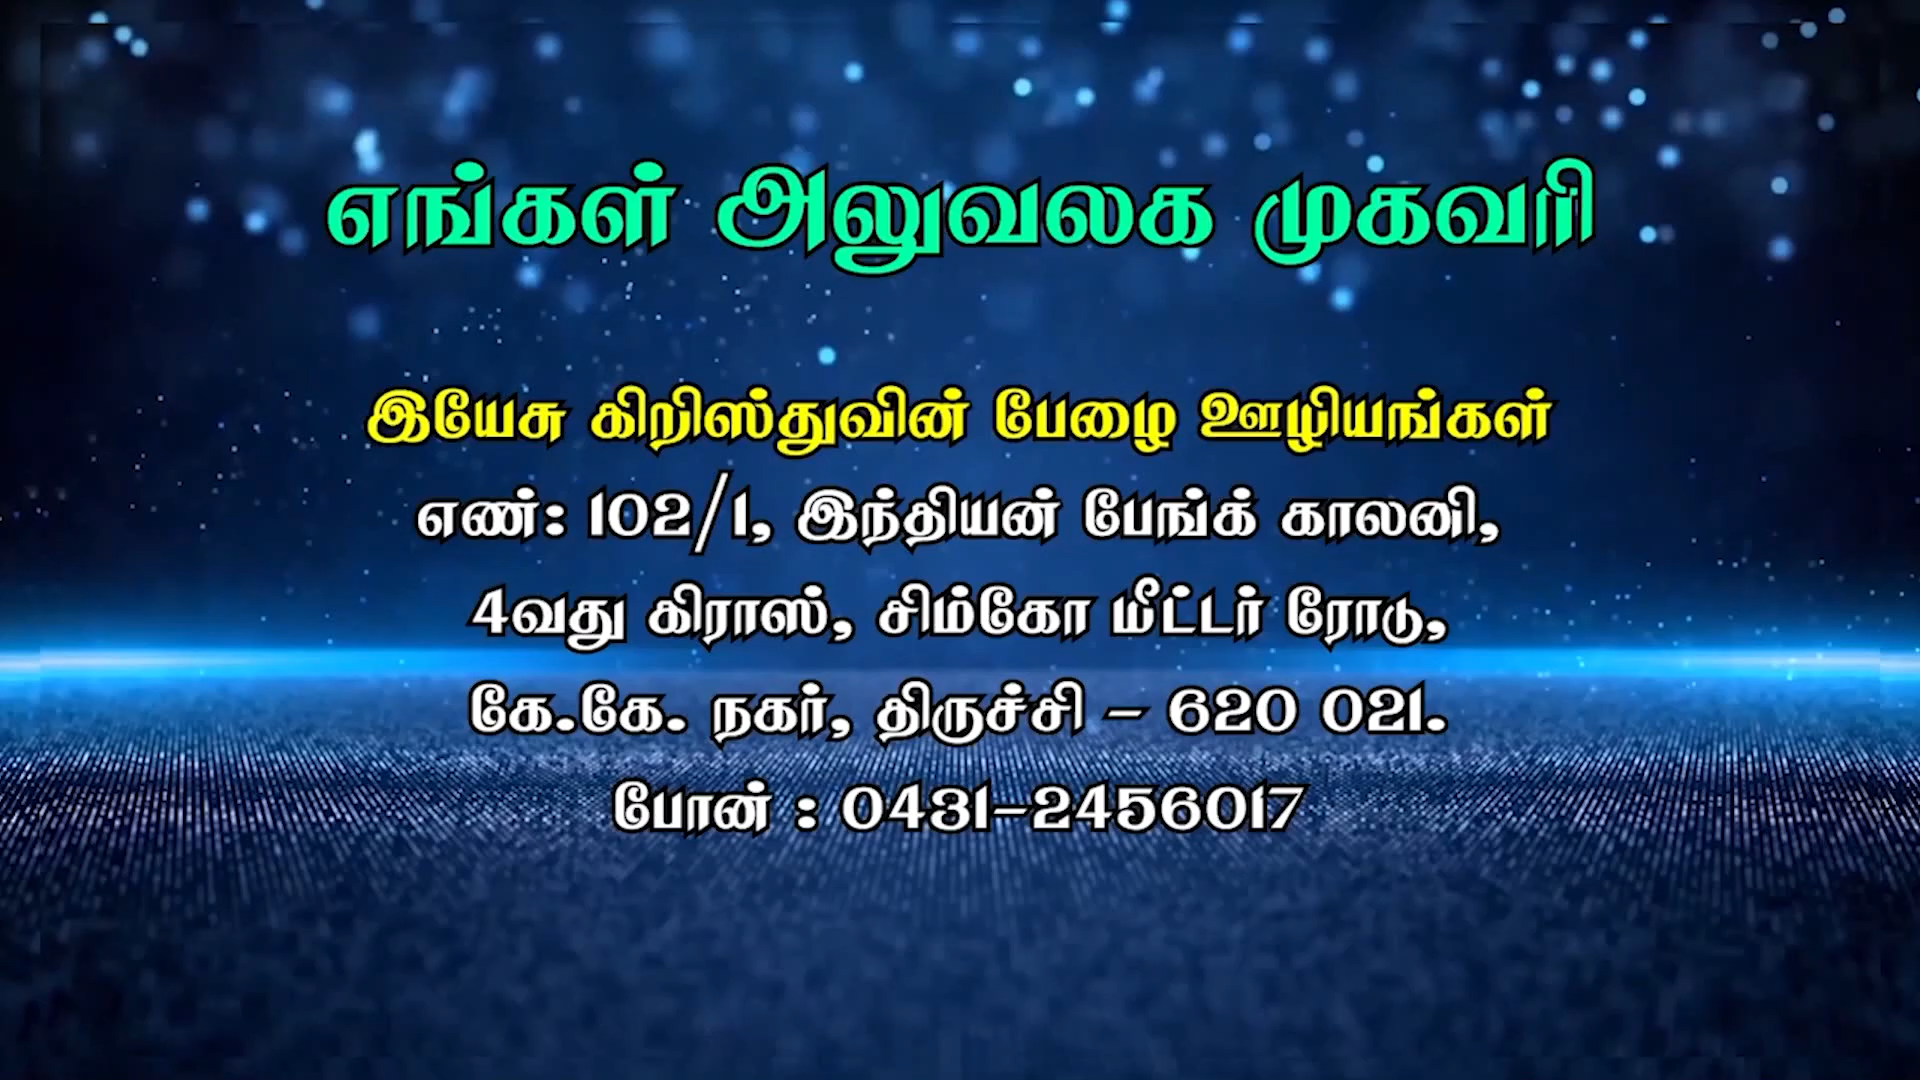 எங்கள் அலுவலக முகவரி
இயேசு கிறிஸ்துவின் பேழை ஊழியங்கள்
எண்: 102/1, இந்தியன் பேங்க் காலனி,
4வது கிராஸ், சிம்கோ மீட்டர் ரோடு,
கே.கே. நகர், திருச்சி - 620 021.
போன் : 0431-2456017